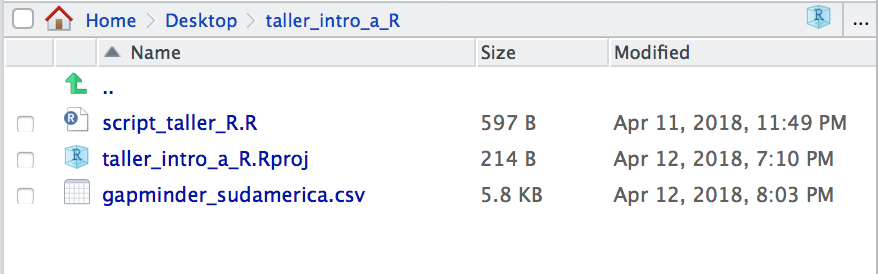 Home Desktop taller_intro_a_R R ...
Name Size Modified
..
R script_taller_R.R 597 B Apr 11, 2018, 11:49 PM
R taller_intro_a_R.Rproj 214 B Apr 12, 2018, 7:10 PM
gapminder_sudamerica.csv 5.8 KB Apr 12, 2018, 8:03 PM